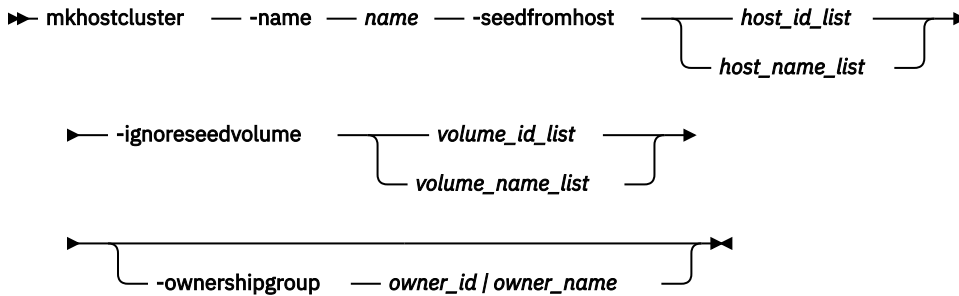 mkhostcluster -name name -seedfromhost host_id_list
host_name_list
-ignoreseedvolume volume_id_list
volume_name_list
-ownershipgroup owner_id / owner_name